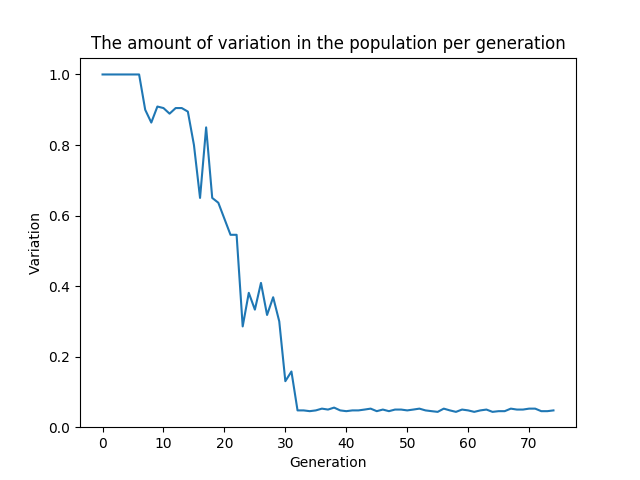 The amount of variation in the population per generation
1.0
0.8
0.6
0.4
0.2
0.0
Variation
0 10 20 30 40 50 60 70
Generation